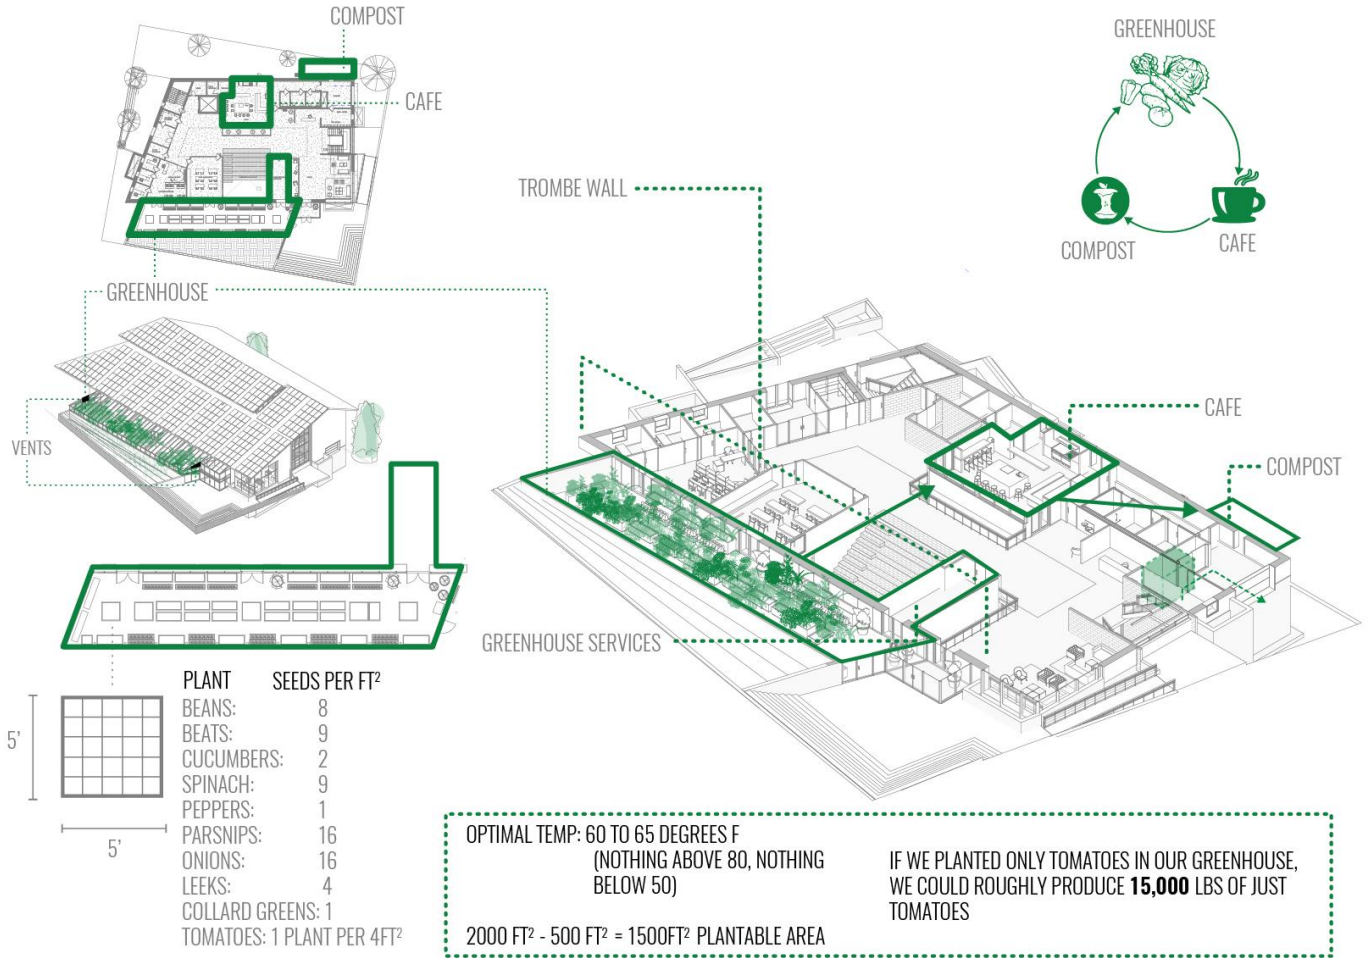 COMPOST
CAFE
GREENHOUSE
GREENHOUSE
CAFE
COMPOST
TROMBE WALL
VENTS
CAFE
COMPOST
GREENHOUSE SERVICES
5'
5'
PLANT SEEDS PER FT²
BEANS: 8
BEATS: 9
CUCUMBERS: 2
SPINACH: 9
PEPPERS: 1
PARSNIPS: 16
ONIONS: 16
LEEKS: 4
COLLARD GREENS: 1
TOMATOES: 1 PLANT PER 4FT²
OPTIMAL TEMP: 60 TO 65 DEGREES F
(NOTHING ABOVE 80, NOTHING
BELOW 50)
2000 FT² - 500 FT² = 1500FT² PLANTABLE AREA
IF WE PLANTED ONLY TOMATOES IN OUR GREENHOUSE,
WE COULD ROUGHLY PRODUCE 15,000 LBS OF JUST
TOMATOES